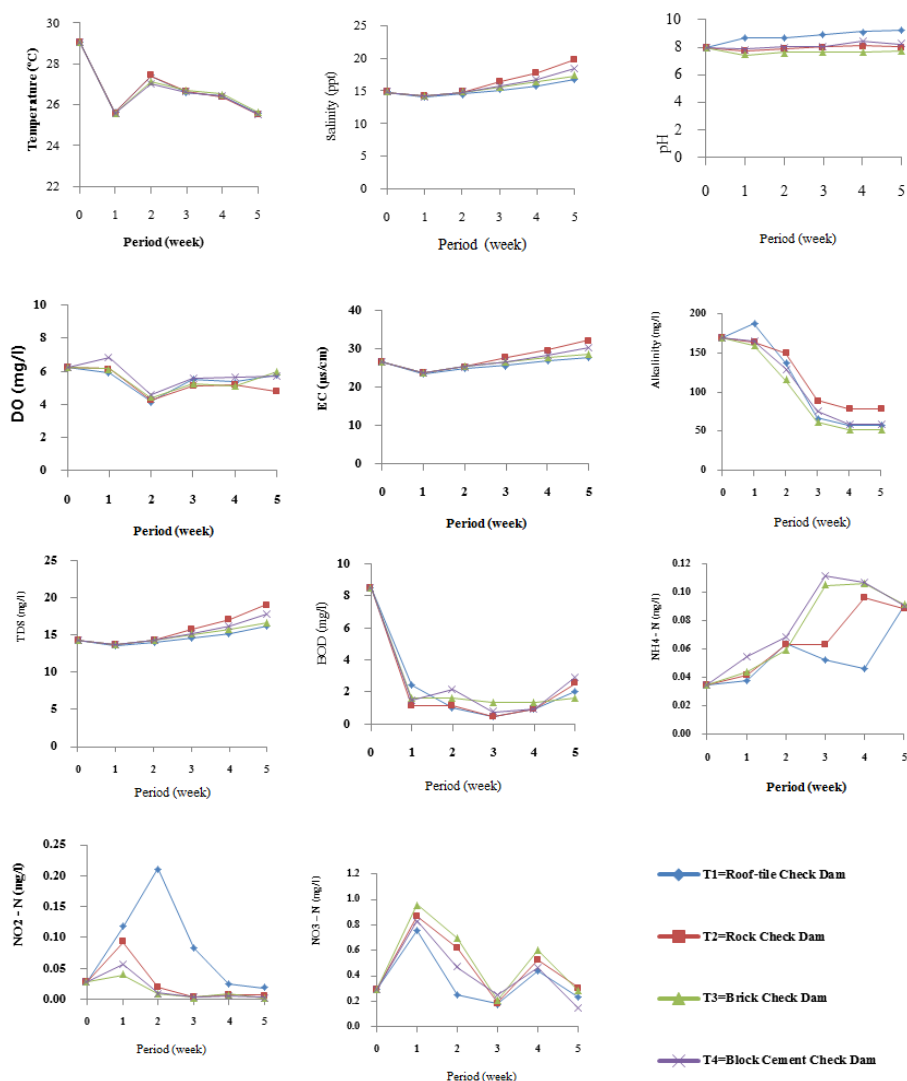 Temperature (°C)
30
28
26
24
22
0 1 2 3 4 5
Period (week)
Salinity (ppt)
25
20
15
10
5
0
0 1 2 3 4 5
Period (week)
pH
10
8
6
4
2
0
0 1 2 3 4 5
Period (week)
DO (mg/l)
10
8
6
4
2
0
0 1 2 3 4 5
Period (week)
EC (µs/cm)
40
30
20
10
0
0 1 2 3 4 5
Period (week)
Alkalinity (mg/l)
200
150
100
50
0
0 1 2 3 4 5
Period (week)
TDS (mg/l)
25
20
15
10
5
0
0 1 2 3 4 5
Period (week)
BOD (mg/l)
10
8
6
4
2
0
0 1 2 3 4 5
Period (week)
NH4 - N (mg/l)
0.12
0.10
0.08
0.06
0.04
0.02
0.00
0 1 2 3 4 5
Period (week)
NO2 - N (mg/l)
0.25
0.20
0.15
0.10
0.05
0.00
0 1 2 3 4 5
Period (week)
NO3 – N (mg/l)
1.2
1.0
0.8
0.6
0.4
0.2
0.0
0 1 2 3 4 5
Period (week)
T1=Roof-tile Check Dam
T2=Rock Check Dam
T3=Brick Check Dam
T4=Block Cement Check Dam